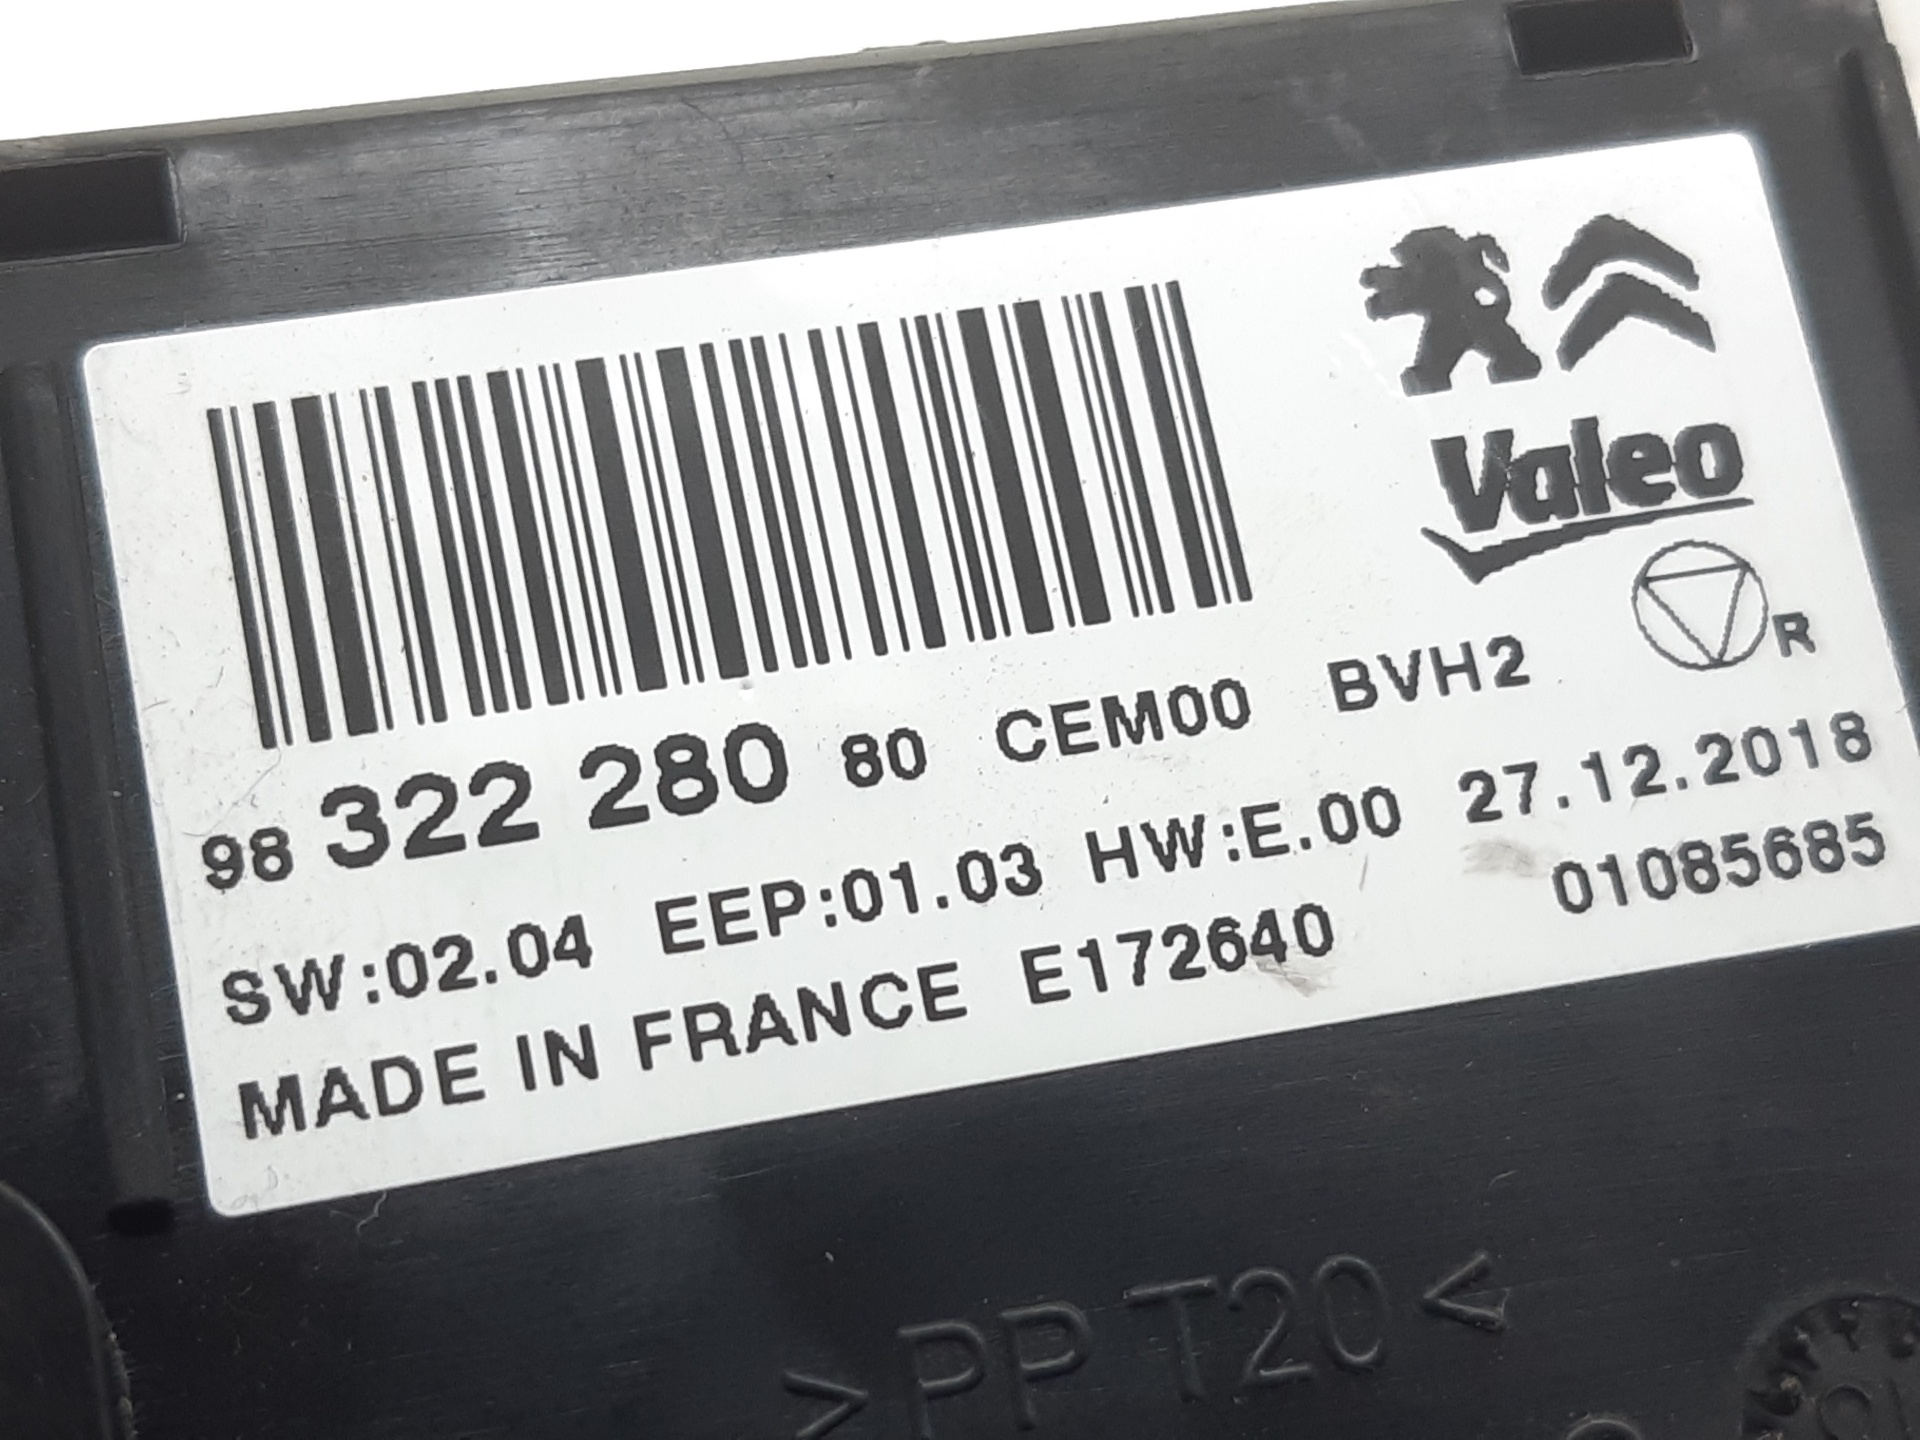 Valeo
R
98 322 280 80 CEM00 BVH2
SW:02.04 EEP:01.03 HW:E.00 27.12.2018
MADE IN FRANCE E172640 01085685
>PP T20<